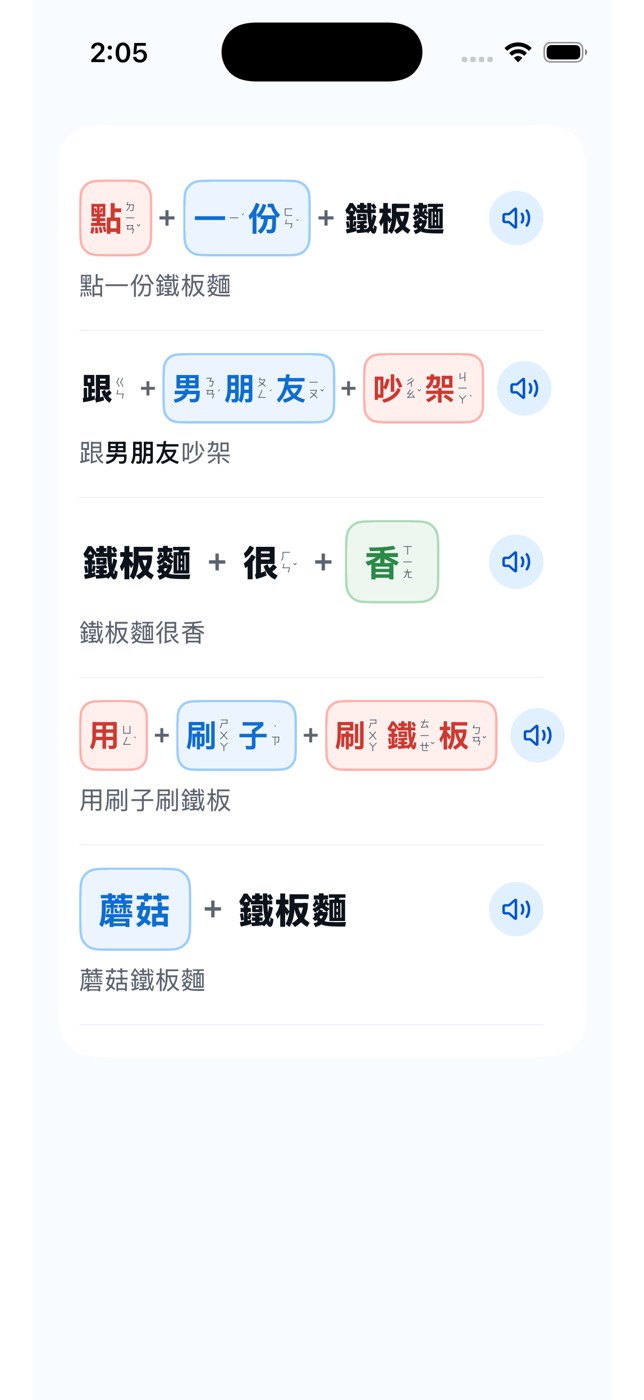 2:05
點ㄉㄧㄢˇ + 一ㄧˊ份ㄈㄣˋ + 鐵板麵
點一份鐵板麵
跟ㄍㄣ + 男ㄋㄢˊ朋ㄆㄥˊ友ㄧㄡˇ + 吵ㄔㄠˇ架ㄐㄧㄚˋ
跟男朋友吵架
鐵板麵 + 很ㄏㄣˇ + 香ㄒㄧㄤ
鐵板麵很香
用ㄩㄥˋ + 刷ㄕㄨㄚ子˙ㄗ + 刷ㄕㄨㄚ鐵ㄊㄧㄝˇ板ㄅㄢˇ
用刷子刷鐵板
蘑菇 + 鐵板麵
蘑菇鐵板麵